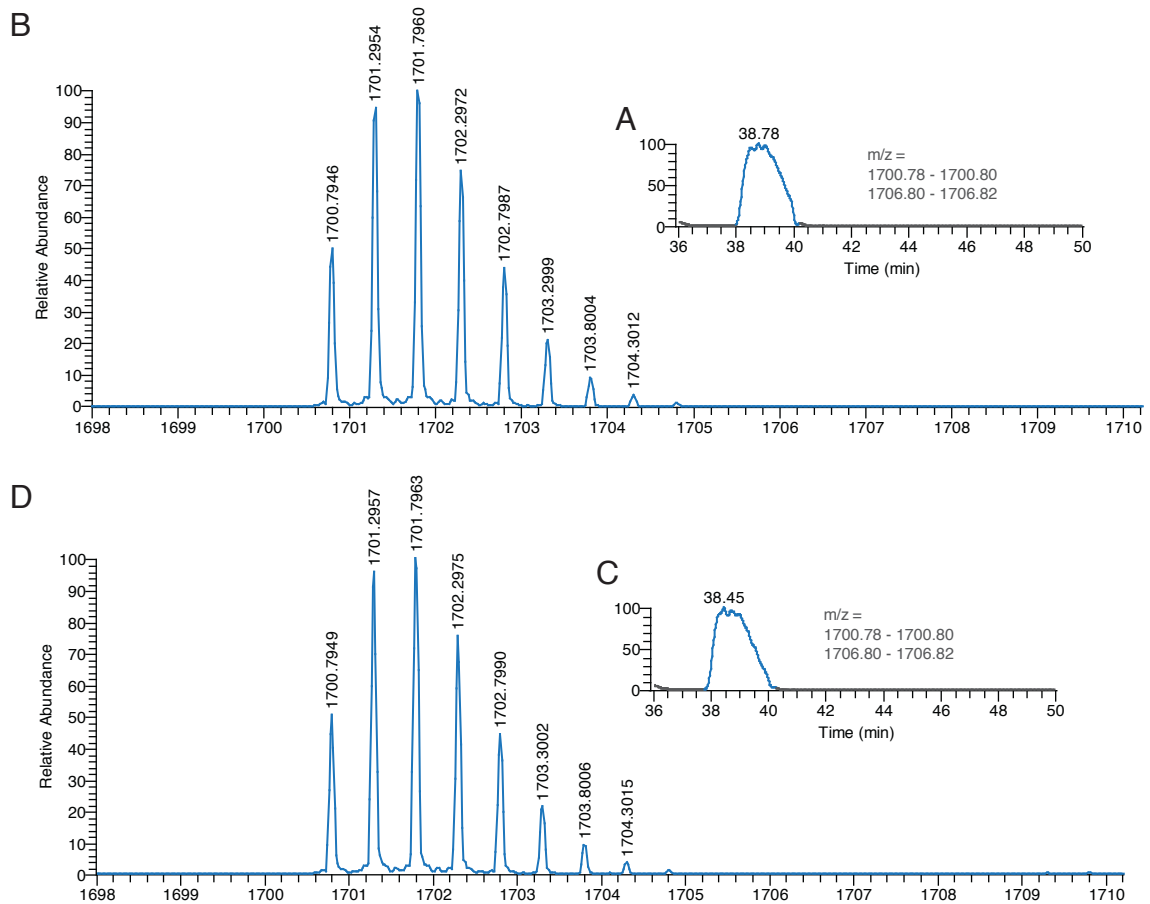 B
1701.7960
1701.2954
1702.2972
1700.7946
1702.7987
1703.2999
1703.8004
1704.3012
Relative Abundance
100
90
80
70
60
50
40
30
20
10
0
1698 1699 1700 1701 1702 1703 1704 1705 1706 1707 1708 1709 1710
A
38.78
m/z =
1700.78 - 1700.80
1706.80 - 1706.82
100
50
0
36 38 40 42 44 46 48 50
Time (min)
D
1701.7963
1701.2957
1702.2975
1700.7949
1702.7990
1703.3002
1703.8006
1704.3015
Relative Abundance
100
90
80
70
60
50
40
30
20
10
0
1698 1699 1700 1701 1702 1703 1704 1705 1706 1707 1708 1709 1710
C
38.45
m/z =
1700.78 - 1700.80
1706.80 - 1706.82
100
50
0
36 38 40 42 44 46 48 50
Time (min)